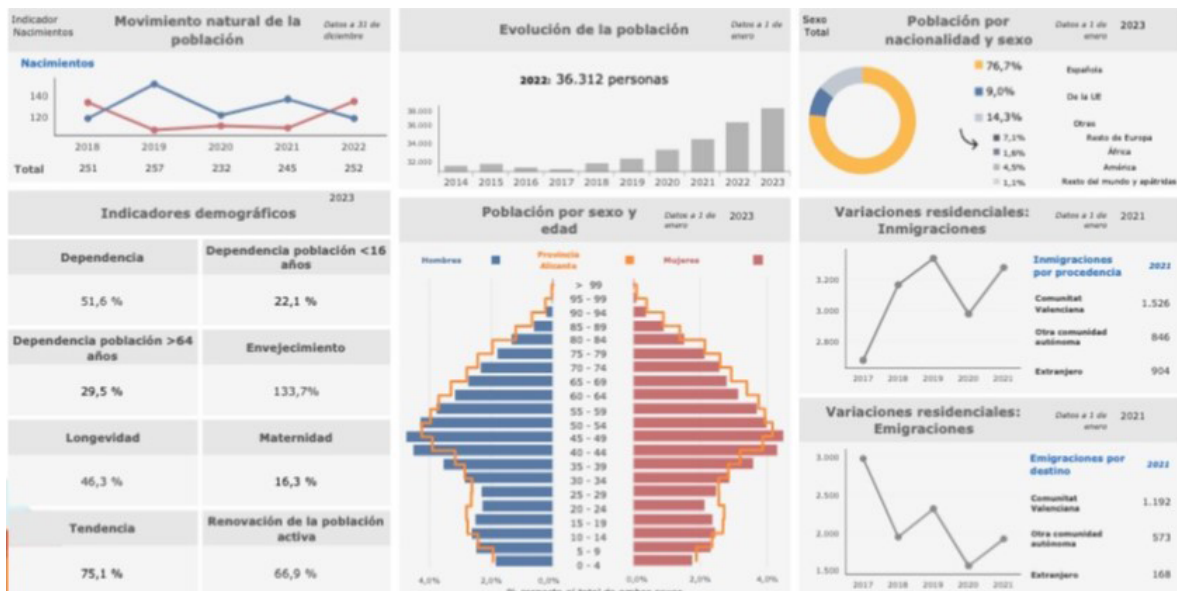 Indicador
Nacimientos
Movimiento natural de la
población
Datos a 31 de
diciembre
Nacimientos
140
120
2018 2019 2020 2021 2022
Total 251 257 232 245 252
Evolución de la población
Datos a 1 de
enero
2022: 36.312 personas
38.000
36.000
34.000
32.000
2014 2015 2016 2017 2018 2019 2020 2021 2022 2023
Sexo
Total
Población por
nacionalidad y sexo
Datos a 1 de
enero
2023
76,7% Española
9,0% De la UE
14,3% Otras
7,1% Resto de Europa
1,6% África
4,5% América
1,1% Resto del mundo y apátridas
2023
Indicadores demográficos
Dependencia
Dependencia población <16
años
51,6 % 22,1 %
Dependencia población >64
años
Envejecimiento
29,5 % 133,7%
Longevidad Maternidad
46,3 % 16,3 %
Tendencia
Renovación de la población
activa
75,1 % 66,9 %
Población por sexo y
edad
Datos a 1 de
enero
2023
Hombres
Provincia
Alicante
Mujeres
> 99
95 - 99
90 - 94
85 - 89
80 - 84
75 - 79
70 - 74
65 - 69
60 - 64
55 - 59
50 - 54
45 - 49
40 - 44
35 - 39
30 - 34
25 - 29
20 - 24
15 - 19
10 - 14
5 - 9
0 - 4
4,0% 2,0% 0,0% 0,0% 2,0% 4,0%
Variaciones residenciales:
Inmigraciones
Datos a 1 de
enero
2021
3.200
3.000
2.800
2017 2018 2019 2020 2021
Inmigraciones
por procedencia
2021
Comunitat
Valenciana
1.526
Otra comunidad
autónoma
846
Extranjero 904
Variaciones residenciales:
Emigraciones
Datos a 1 de
enero
2021
3.000
2.500
2.000
1.500
2017 2018 2019 2020 2021
Emigraciones por
destino
2021
Comunitat
Valenciana
1.192
Otra comunidad
autónoma
573
Extranjero 168